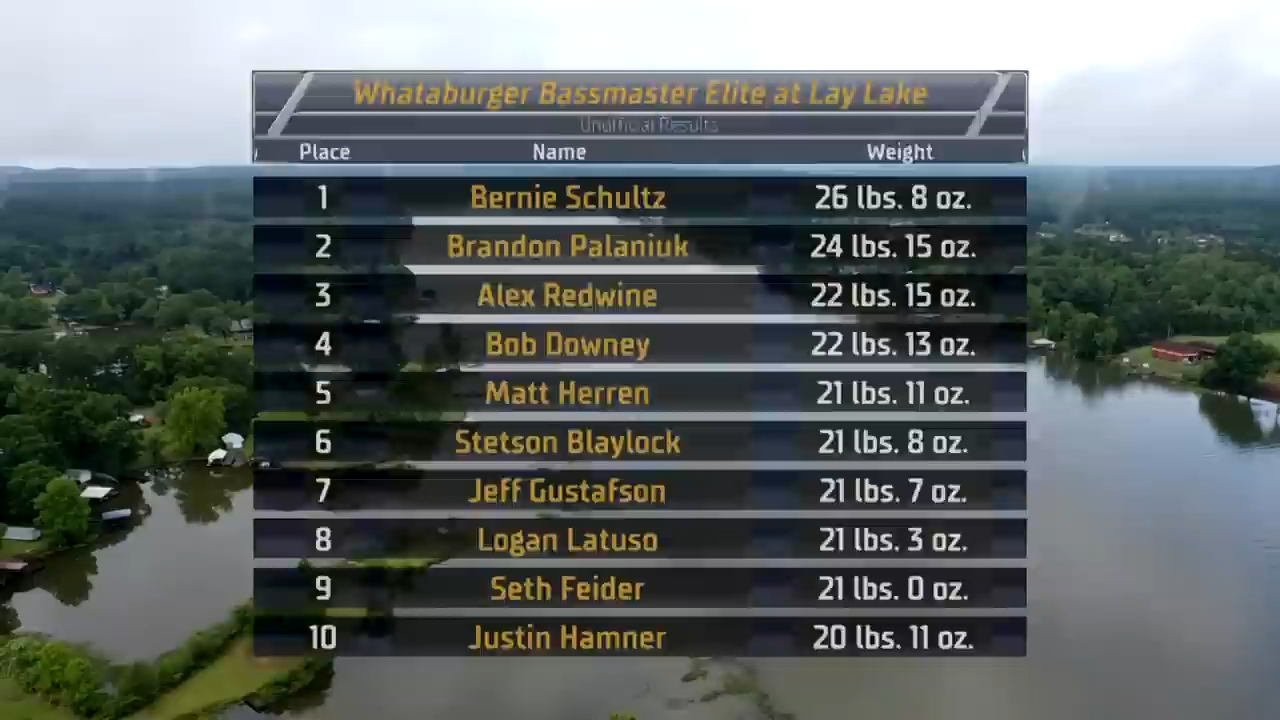 Whataburger Bassmaster Elite at Lay Lake
Unofficial Results
Place Name Weight
1 Bernie Schultz 26 lbs. 8 oz.
2 Brandon Palaniuk 24 lbs. 15 oz.
3 Alex Redwine 22 lbs. 15 oz.
4 Bob Downey 22 lbs. 13 oz.
5 Matt Herren 21 lbs. 11 oz.
6 Stetson Blaylock 21 lbs. 8 oz.
7 Jeff Gustafson 21 lbs. 7 oz.
8 Logan Latuso 21 lbs. 3 oz.
9 Seth Feider 21 lbs. 0 oz.
10 Justin Hamner 20 lbs. 11 oz.